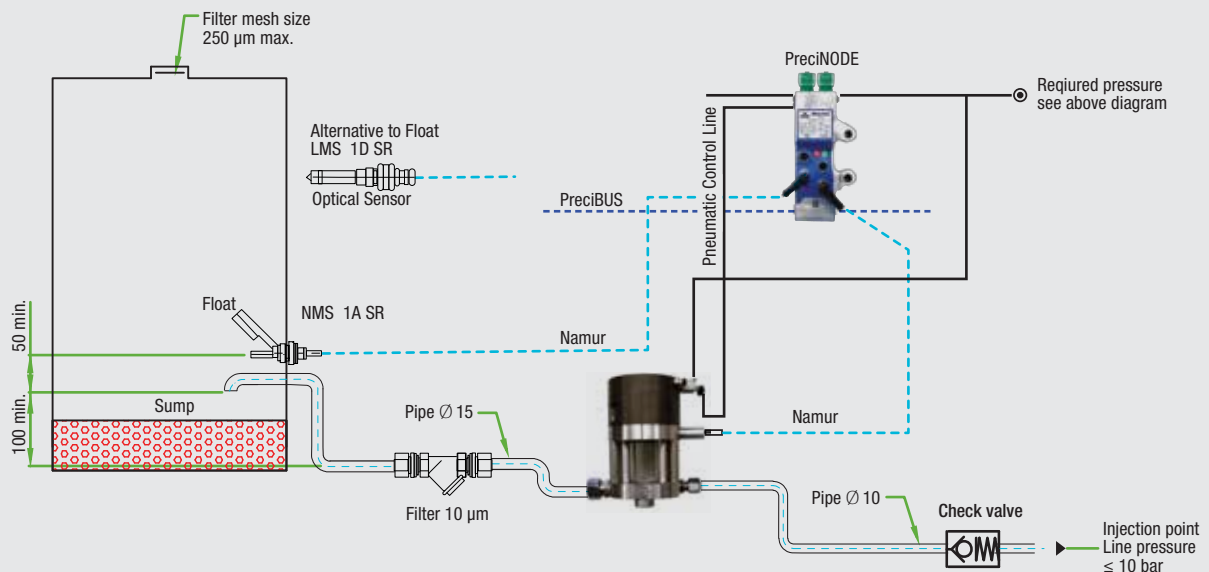 Filter mesh size
250 µm max.
PreciNODE
Reqiured pressure
see above diagram
Alternative to Float
LMS 1D SR
Optical Sensor
PreciBUS
Pneumatic Control Line
Float
NMS 1A SR
50 min.
Namur
Sump
100 min.
Pipe Ø 15
Namur
Filter 10 µm
Pipe Ø 10
Check valve
Injection point
Line pressure
≤ 10 bar